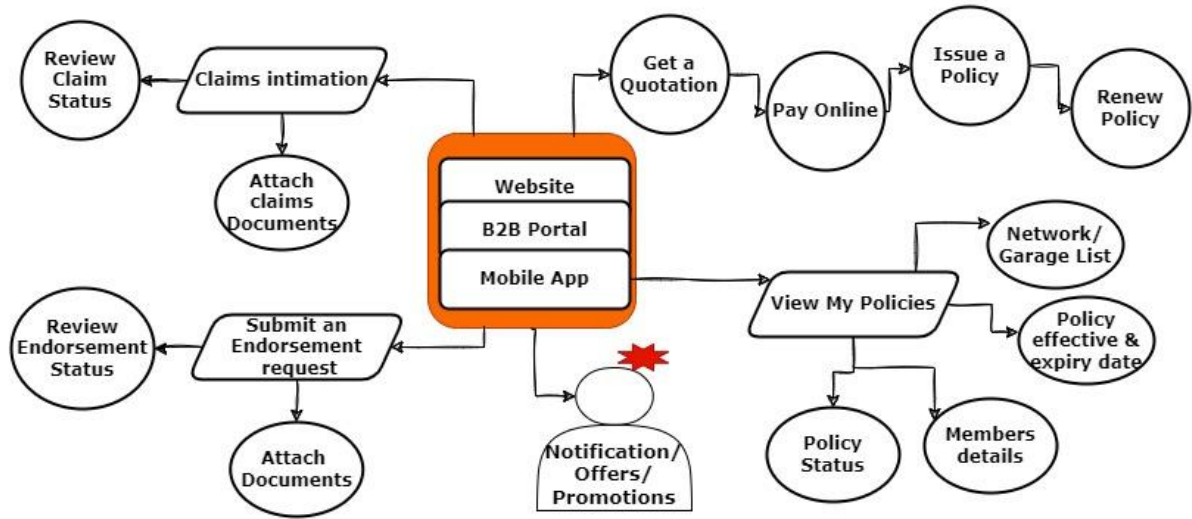 Review
Claim
Status
Claims intimation
Attach
claims
Documents
Get a
Quotation
Pay Online
Issue a
Policy
Renew
Policy
Website
B2B Portal
Mobile App
Network/
Garage List
View My Policies
Policy
effective &
expiry date
Policy
Status
Members
details
Review
Endorsement
Status
Submit an
Endorsement
request
Attach
Documents
Notification/
Offers/
Promotions